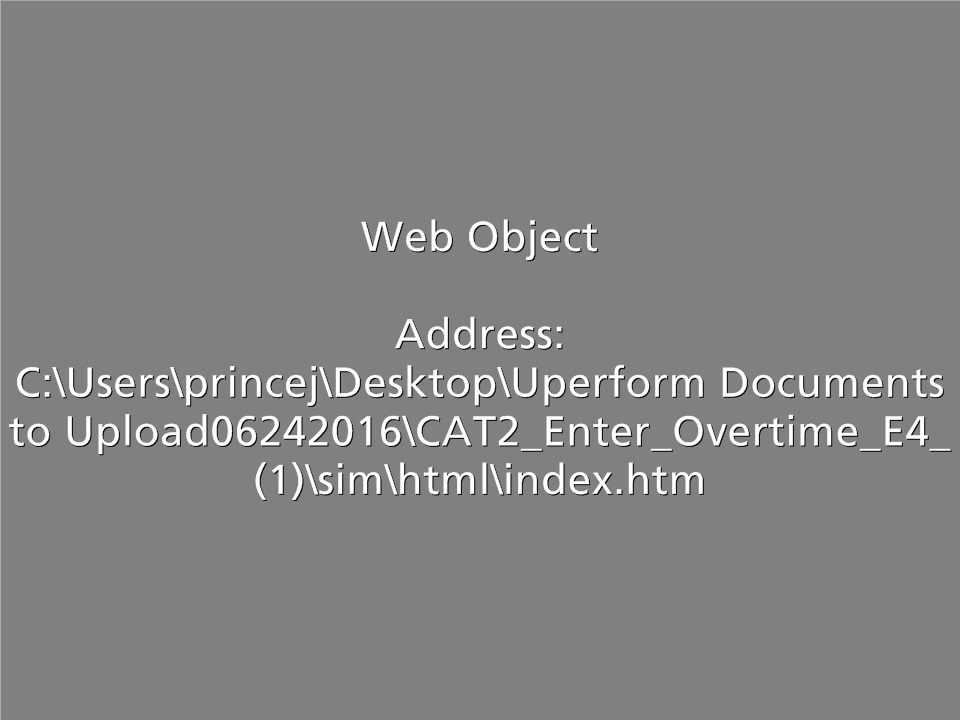 Web Object
Address:
C:\Users\princej\Desktop\Uperform Documents
to Upload06242016\CAT2_Enter_Overtime_E4_
(1)\sim\html\index.htm